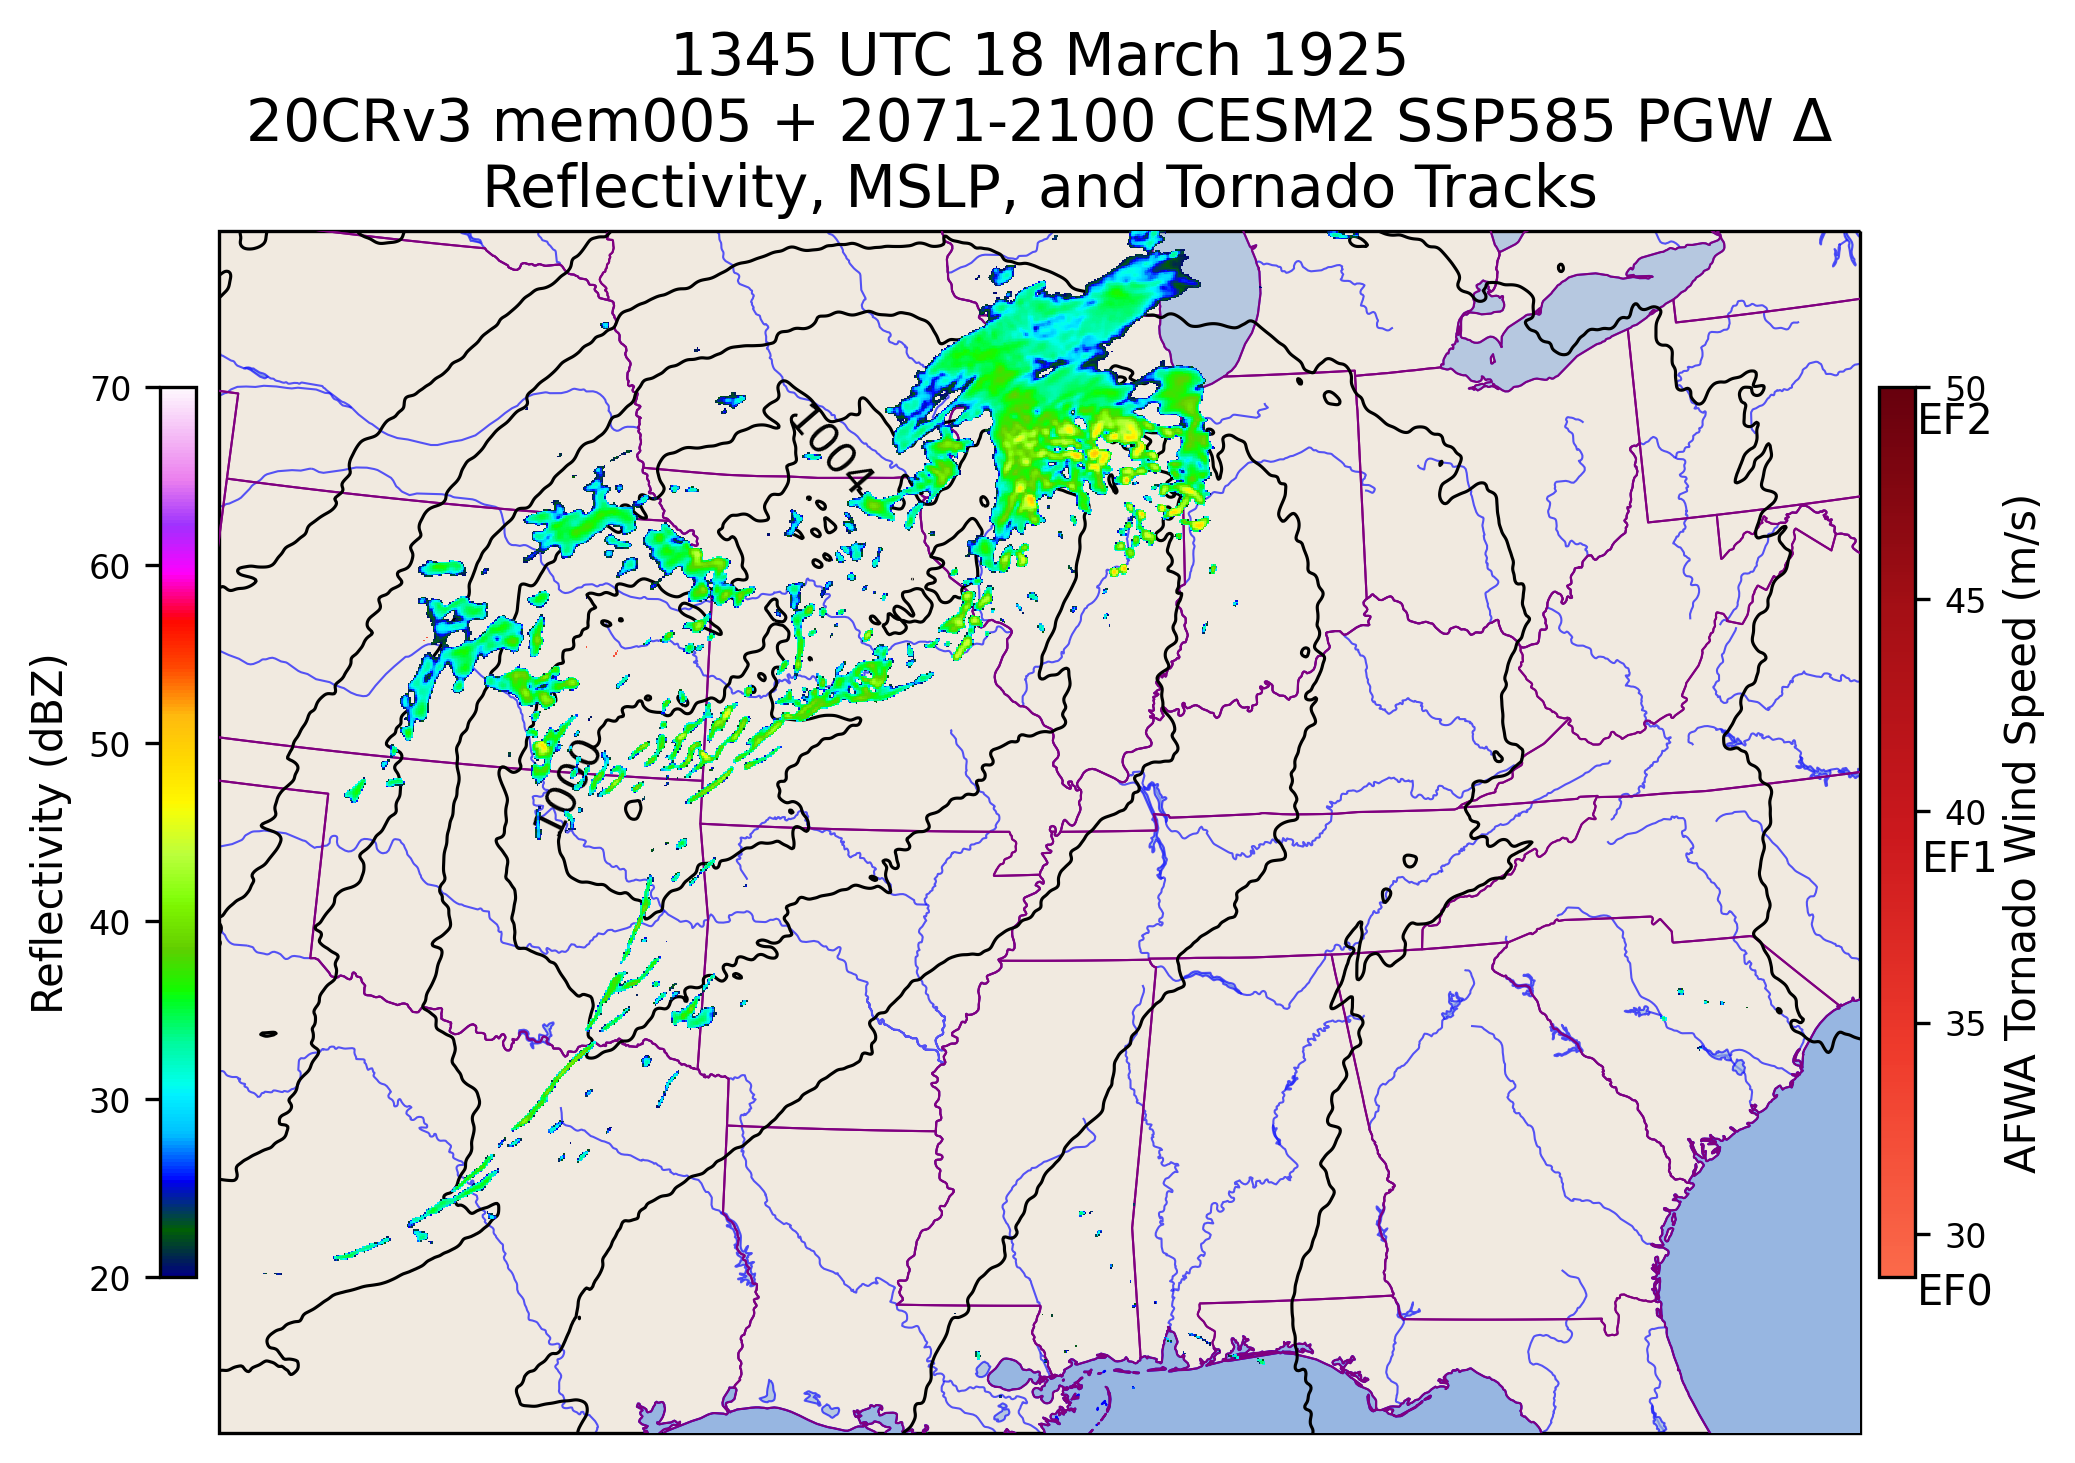 1345 UTC 18 March 1925
20CRv3 mem005 + 2071-2100 CESM2 SSP585 PGW Δ
Reflectivity, MSLP, and Tornado Tracks
70
60
50
40
30
20
Reflectivity (dBZ)
1004
1000
50
EF2
45
40
EF1
35
30
EF0
AFWA Tornado Wind Speed (m/s)